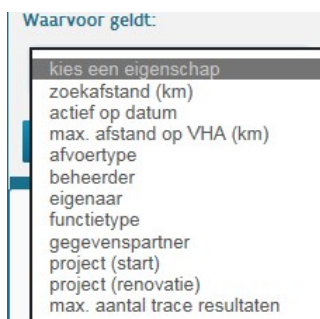 Waarvoor geldt:
kies een eigenschap
zoekafstand (km)
actief op datum
max. afstand op VHA (km)
afvoertype
beheerder
eigenaar
functietype
gegevenspartner
project (start)
project (renovatie)
max. aantal trace resultaten